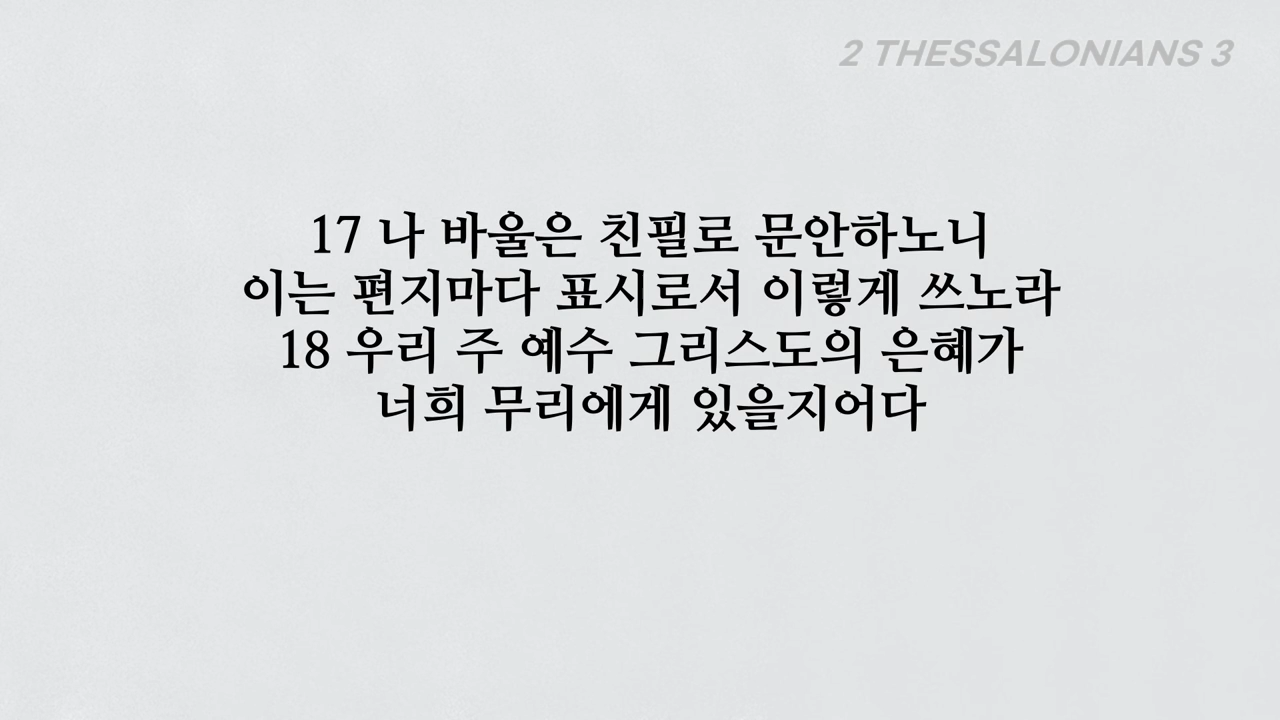 2 THESSALONIANS 3
17 나 바울은 친필로 문안하노니
이는 편지마다 표시로서 이렇게 쓰노라
18 우리 주 예수 그리스도의 은혜가
너희 무리에게 있을지어다